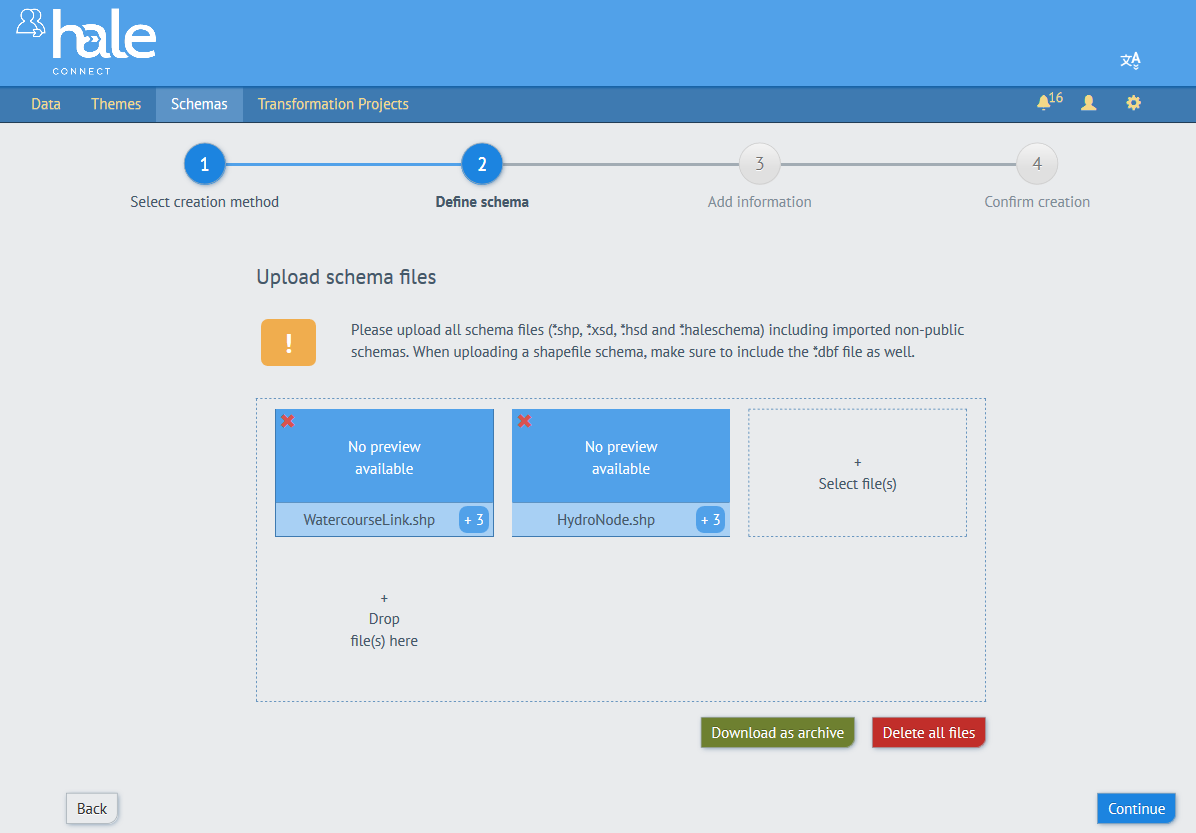 hale
CONNECT
文A
Data Themes Schemas Transformation Projects 16
1 2 3 4
Select creation method Define schema Add information Confirm creation
Upload schema files
!
Please upload all schema files (*.shp, *.xsd, *.hsd and *.haleschema) including imported non-public
schemas. When uploading a shapefile schema, make sure to include the *.dbf file as well.
No preview
available
WatercourseLink.shp + 3
No preview
available
HydroNode.shp + 3
+
Select file(s)
+
Drop
file(s) here
Download as archive Delete all files
Back Continue